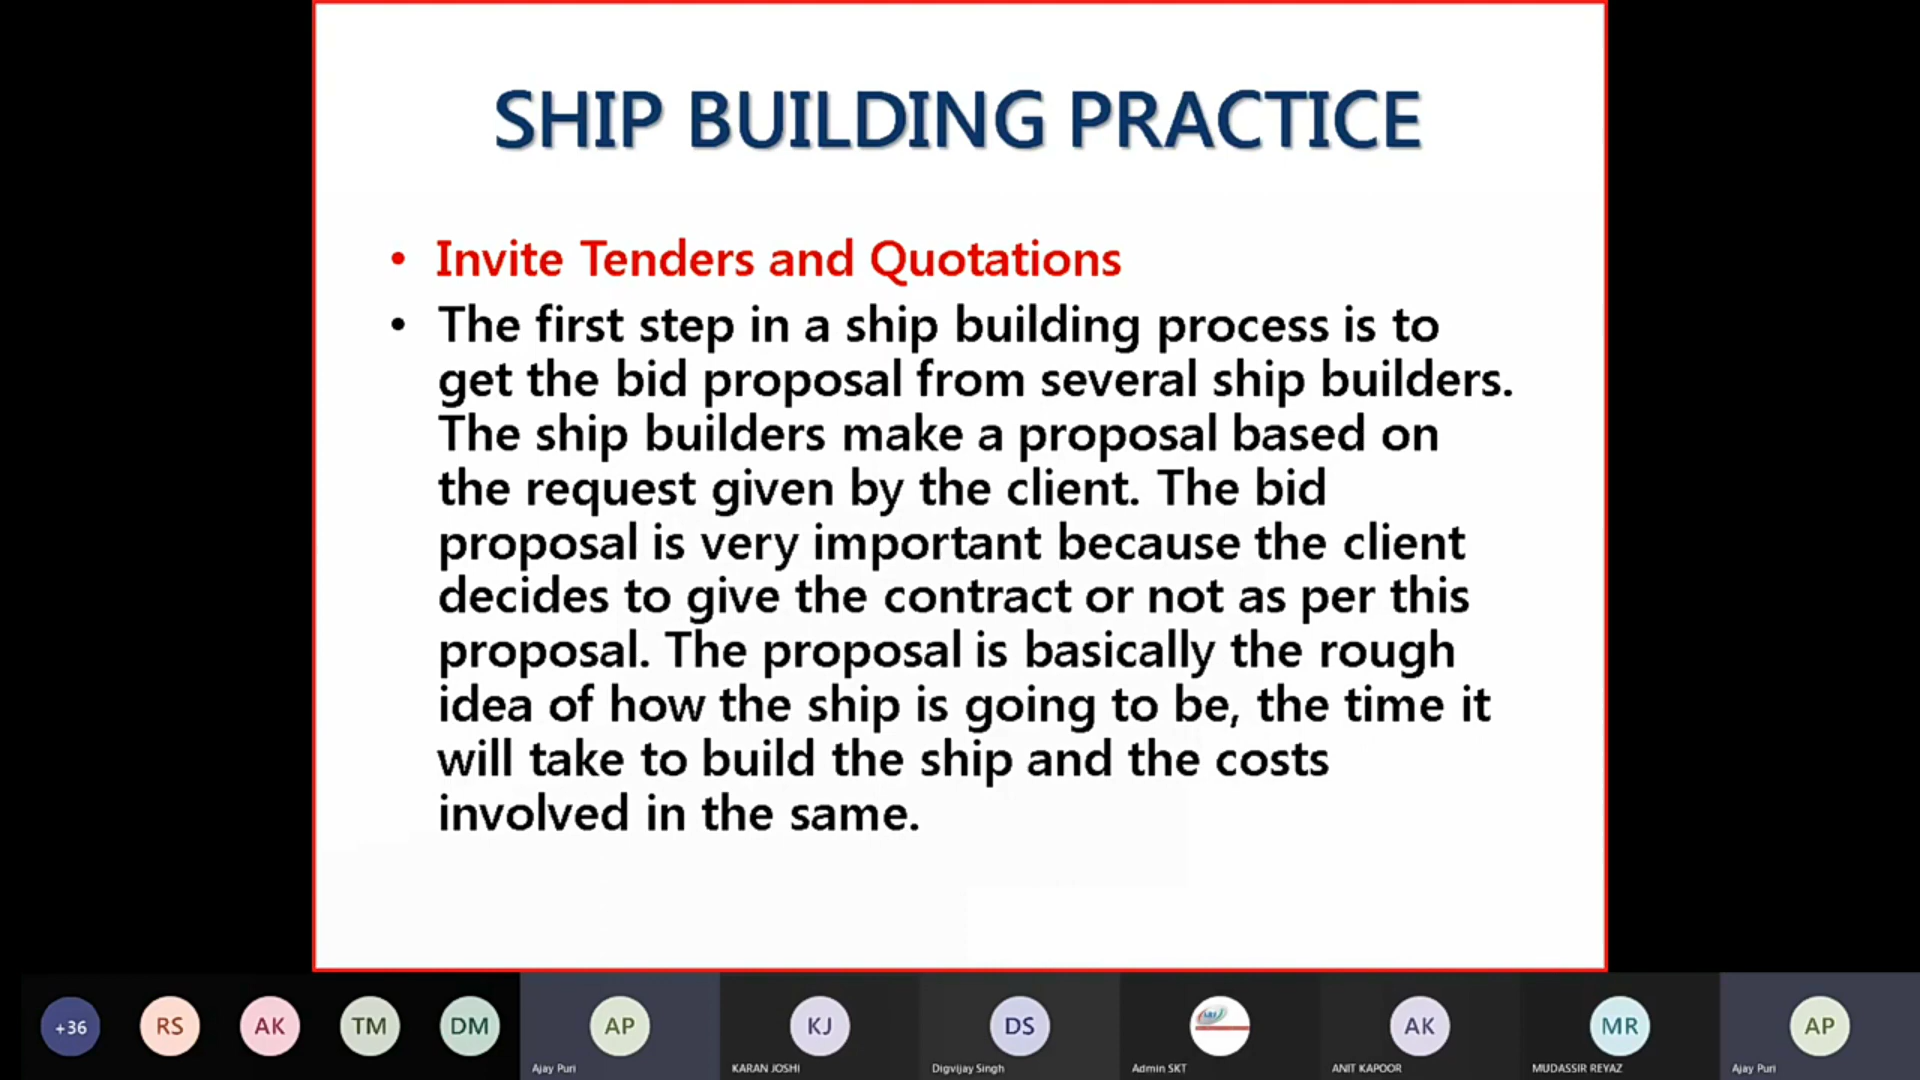 SHIP BUILDING PRACTICE
• Invite Tenders and Quotations
• The first step in a ship building process is to
get the bid proposal from several ship builders.
The ship builders make a proposal based on
the request given by the client. The bid
proposal is very important because the client
decides to give the contract or not as per this
proposal. The proposal is basically the rough
idea of how the ship is going to be, the time it
will take to build the ship and the costs
involved in the same.
+36 RS AK TM DM AP KJ DS AK MR AP
Ajay Puri KARAN JOSHI Digvijay Singh Admin SKT ANIT KAPOOR MUDASSIR REYAZ Ajay Puri